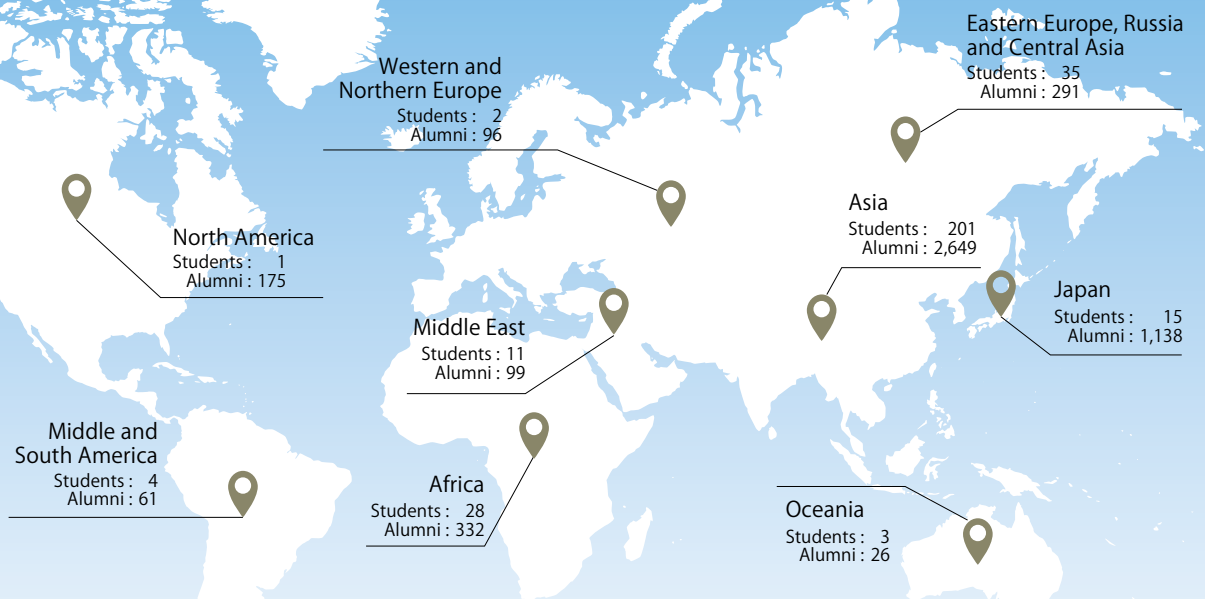 Eastern Europe, Russia
and Central Asia
Students : 35
Alumni : 291
Western and
Northern Europe
Students : 2
Alumni : 96
Asia
Students : 201
Alumni : 2,649
North America
Students : 1
Alumni : 175
Japan
Students : 15
Alumni : 1,138
Middle East
Students : 11
Alumni : 99
Middle and
South America
Students : 4
Alumni : 61
Africa
Students : 28
Alumni : 332
Oceania
Students : 3
Alumni : 26